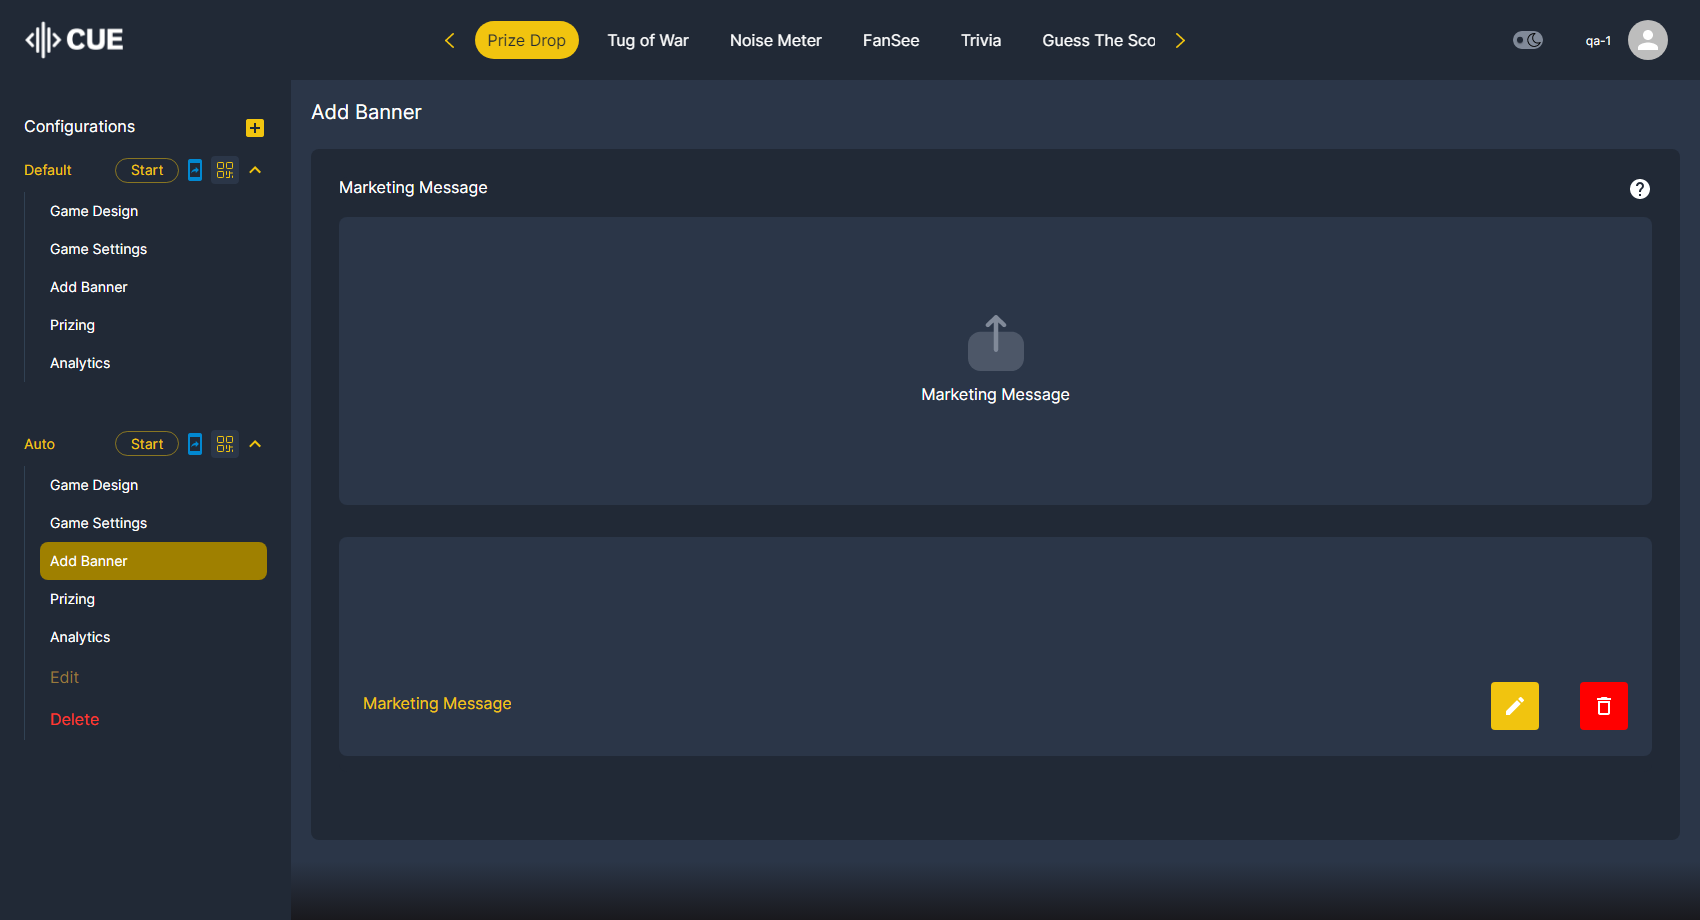 CUE
Prize Drop
Tug of War
Noise Meter
FanSee
Trivia
Guess The Sco
qa-1
Configurations
Default
Start
Game Design
Game Settings
Add Banner
Prizing
Analytics
Auto
Start
Game Design
Game Settings
Add Banner
Prizing
Analytics
Edit
Delete
Add Banner
Marketing Message
?
Marketing Message
Marketing Message